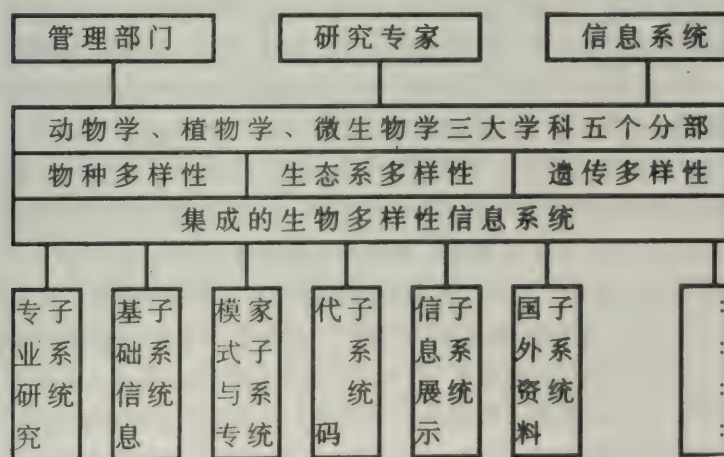 管理部门
研究专家
信息系统
动物学、植物学、微生物学三大学科五个分部
物种多样性
生态系多样性
遗传多样性
集成的生物多样性信息系统
专业研究
子系统
基础信息
子系统
模式与专
家子系统
代码
子系统
信息展示
子系统
国外资料
子系统